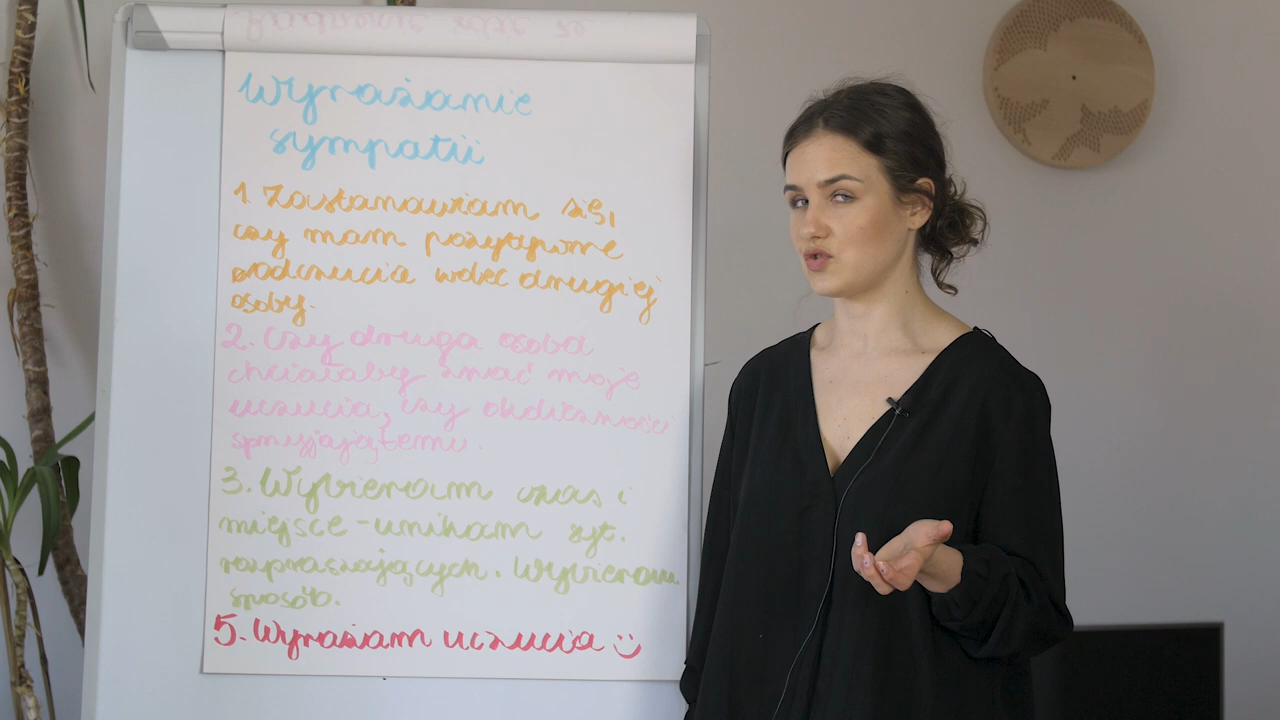 Wyrażanie
sympatii
1. Zastanawiam się,
czy mam pozytywne
odczucia wobec drugiej
osoby.
2. Czy druga osoba
chciałaby znać moje
uczucia, czy okoliczności
sprzyjają temu.
3. Wybieram czas i
miejsce - unikam syt.
rozpraszających. Wybieram
sposób.
5. Wyrażam uczucia :)